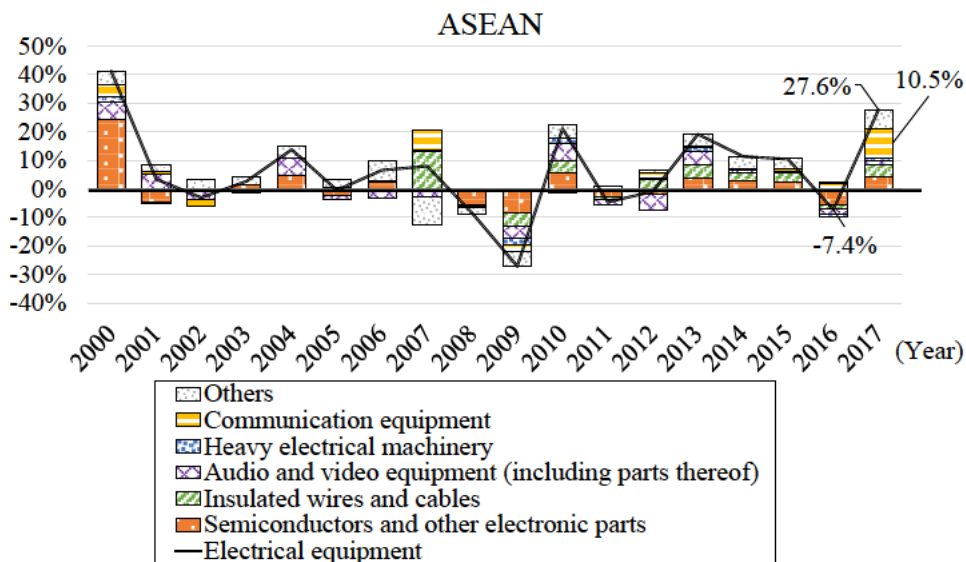 ASEAN
50%
40%
30%
20%
10%
0%
-10%
-20%
-30%
-40%
27.6%
10.5%
-7.4%
2000 2001 2002 2003 2004 2005 2006 2007 2008 2009 2010 2011 2012 2013 2014 2015 2016 2017 (Year)
Others
Communication equipment
Heavy electrical machinery
Audio and video equipment (including parts thereof)
Insulated wires and cables
Semiconductors and other electronic parts
Electrical equipment